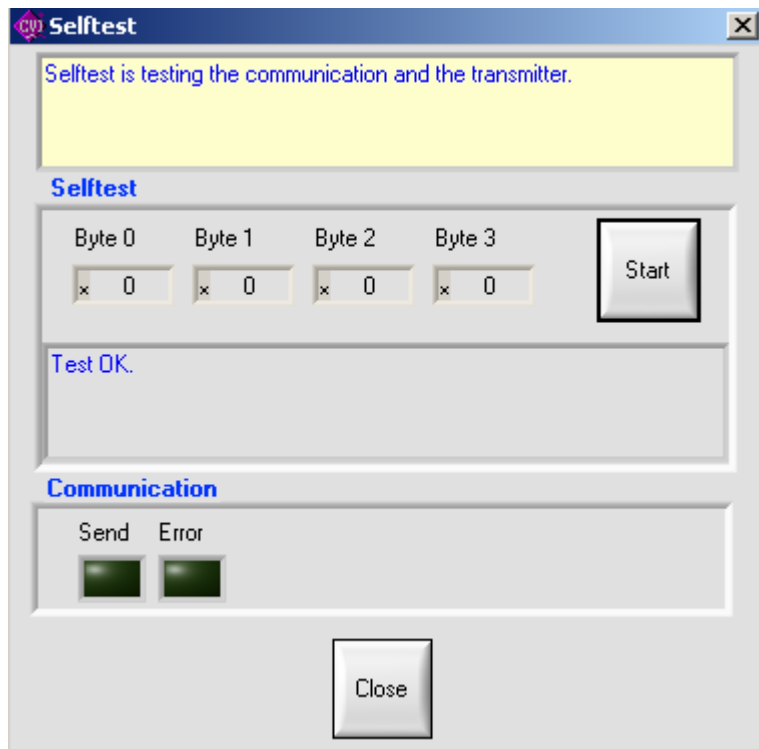 CVI Selftest
Selftest is testing the communication and the transmitter.
Selftest
Byte 0 Byte 1 Byte 2 Byte 3
x 0 x 0 x 0 x 0
Start
Test OK.
Communication
Send Error
Close